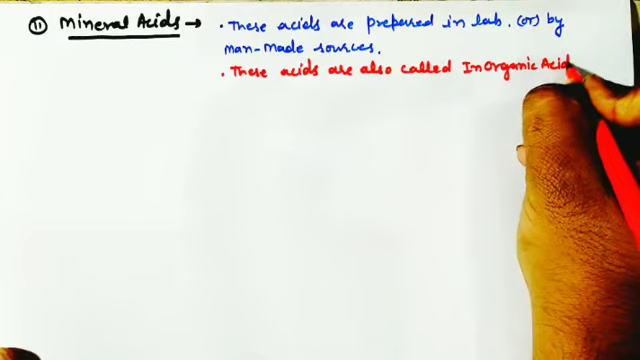 (11) Mineral Acids → • These acids are prepared in lab. (or) by
man-made sources.
• These acids are also called InOrganic Acid